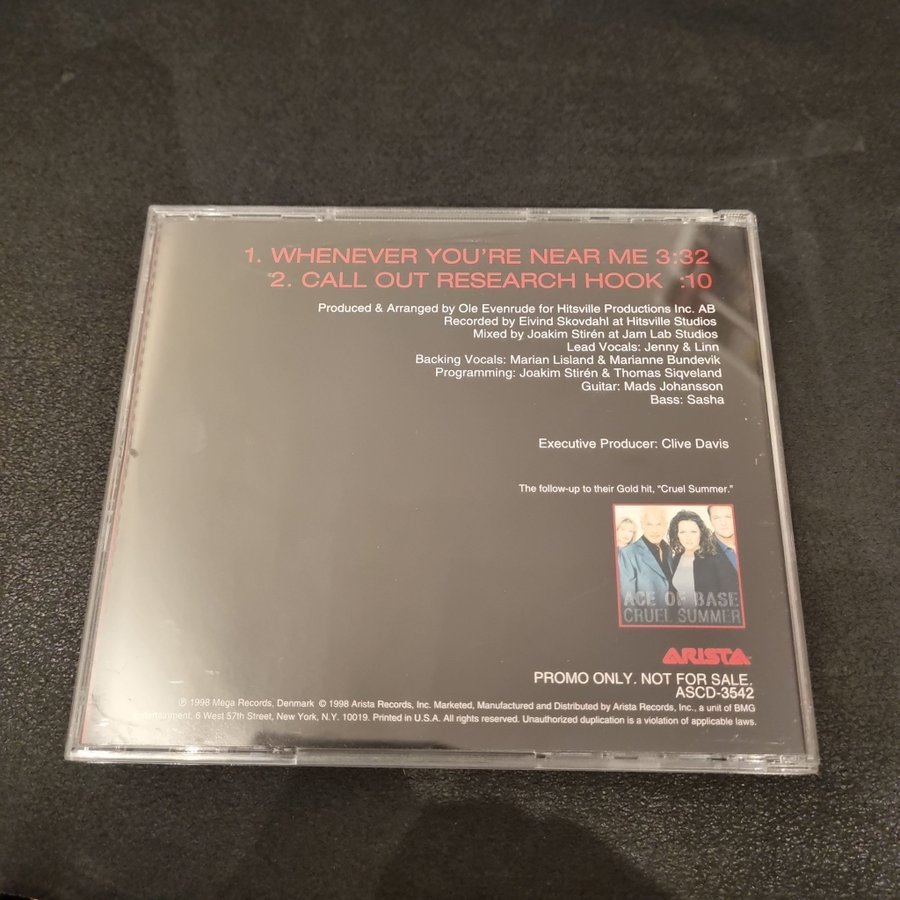 1. WHENEVER YOU'RE NEAR ME 3:32
2. CALL OUT RESEARCH HOOK :10
Produced & Arranged by Ole Evenrude for Hitsville Productions Inc. AB
Recorded by Eivind Skovdahl at Hitsville Studios
Mixed by Joakim Stirén at Jam Lab Studios
Lead Vocals: Jenny & Linn
Backing Vocals: Marian Lisland & Marianne Bundevik
Programming: Joakim Stirén & Thomas Siqveland
Guitar: Mads Johansson
Bass: Sasha
Executive Producer: Clive Davis
The follow-up to their Gold hit, "Cruel Summer."
ACE OF BASE
CRUEL SUMMER
ARISTA
PROMO ONLY. NOT FOR SALE.
ASCD-3542
℗ 1998 Mega Records, Denmark © 1998 Arista Records, Inc. Marketed, Manufactured and Distributed by Arista Records, Inc., a unit of BMG
Entertainment, 6 West 57th Street, New York, N.Y. 10019. Printed in U.S.A. All rights reserved. Unauthorized duplication is a violation of applicable laws.